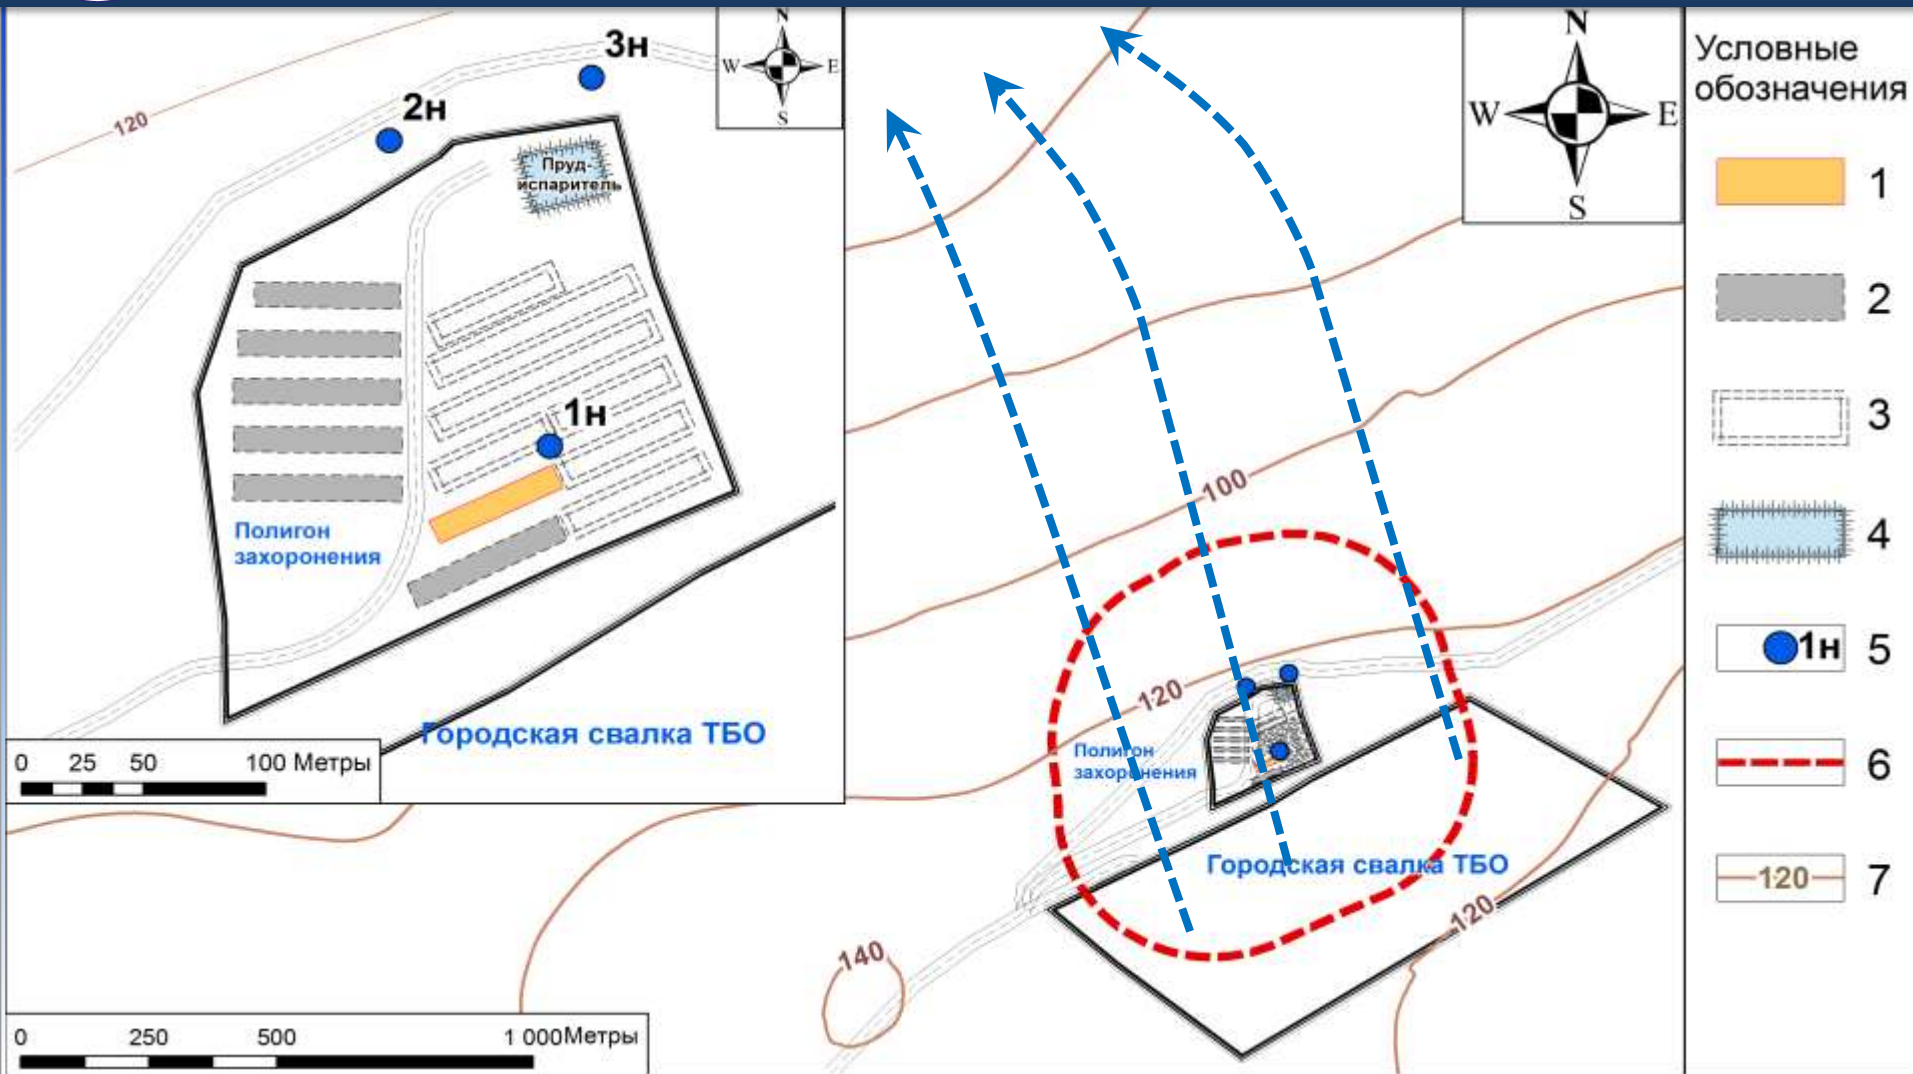 3н
2н
120
N
W
E
S
Пруд-
испаритель
1н
Полигон
захоронения
Городская свалка ТБО
0 25 50 100 Метры
N
W
E
S
100
120
Полигон
захоронения
Городская свалка ТБО
120
140
0 250 500 1 000 Метры
Условные
обозначения
1
2
3
4
1н 5
6
120 7